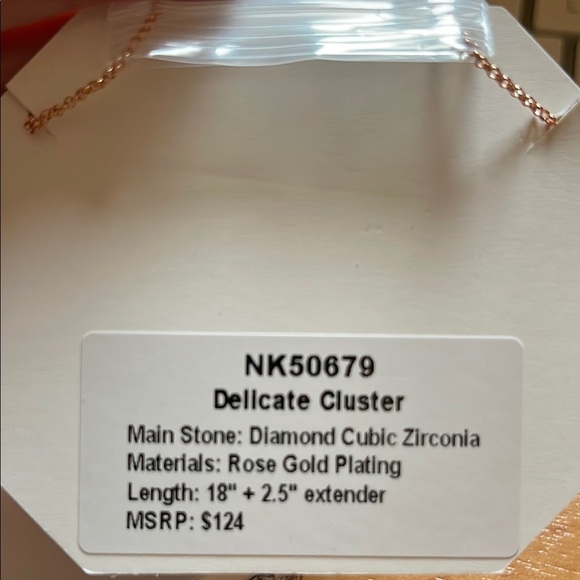 NK50679
Delicate Cluster
Main Stone: Diamond Cubic Zirconia
Materials: Rose Gold Plating
Length: 18" + 2.5" extender
MSRP: $124